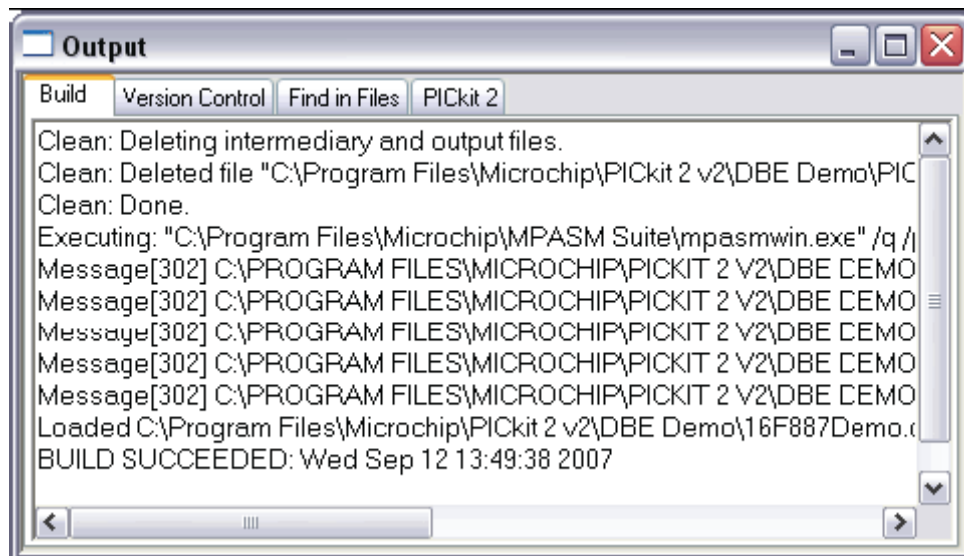 Output
Build Version Control Find in Files PICkit 2
Clean: Deleting intermediary and output files.
Clean: Deleted file "C:\Program Files\Microchip\PICkit 2 v2\DBE Demo\PIC
Clean: Done.
Executing: "C:\Program Files\Microchip\MPASM Suite\mpasmwin.exe" /q /p
Message[302] C:\PROGRAM FILES\MICROCHIP\PICKIT 2 V2\DBE DEMO
Message[302] C:\PROGRAM FILES\MICROCHIP\PICKIT 2 V2\DBE DEMO
Message[302] C:\PROGRAM FILES\MICROCHIP\PICKIT 2 V2\DBE DEMO
Message[302] C:\PROGRAM FILES\MICROCHIP\PICKIT 2 V2\DBE DEMO
Message[302] C:\PROGRAM FILES\MICROCHIP\PICKIT 2 V2\DBE DEMO
Loaded C:\Program Files\Microchip\PICkit 2 v2\DBE Demo\16F887Demo.c
BUILD SUCCEEDED: Wed Sep 12 13:49:38 2007